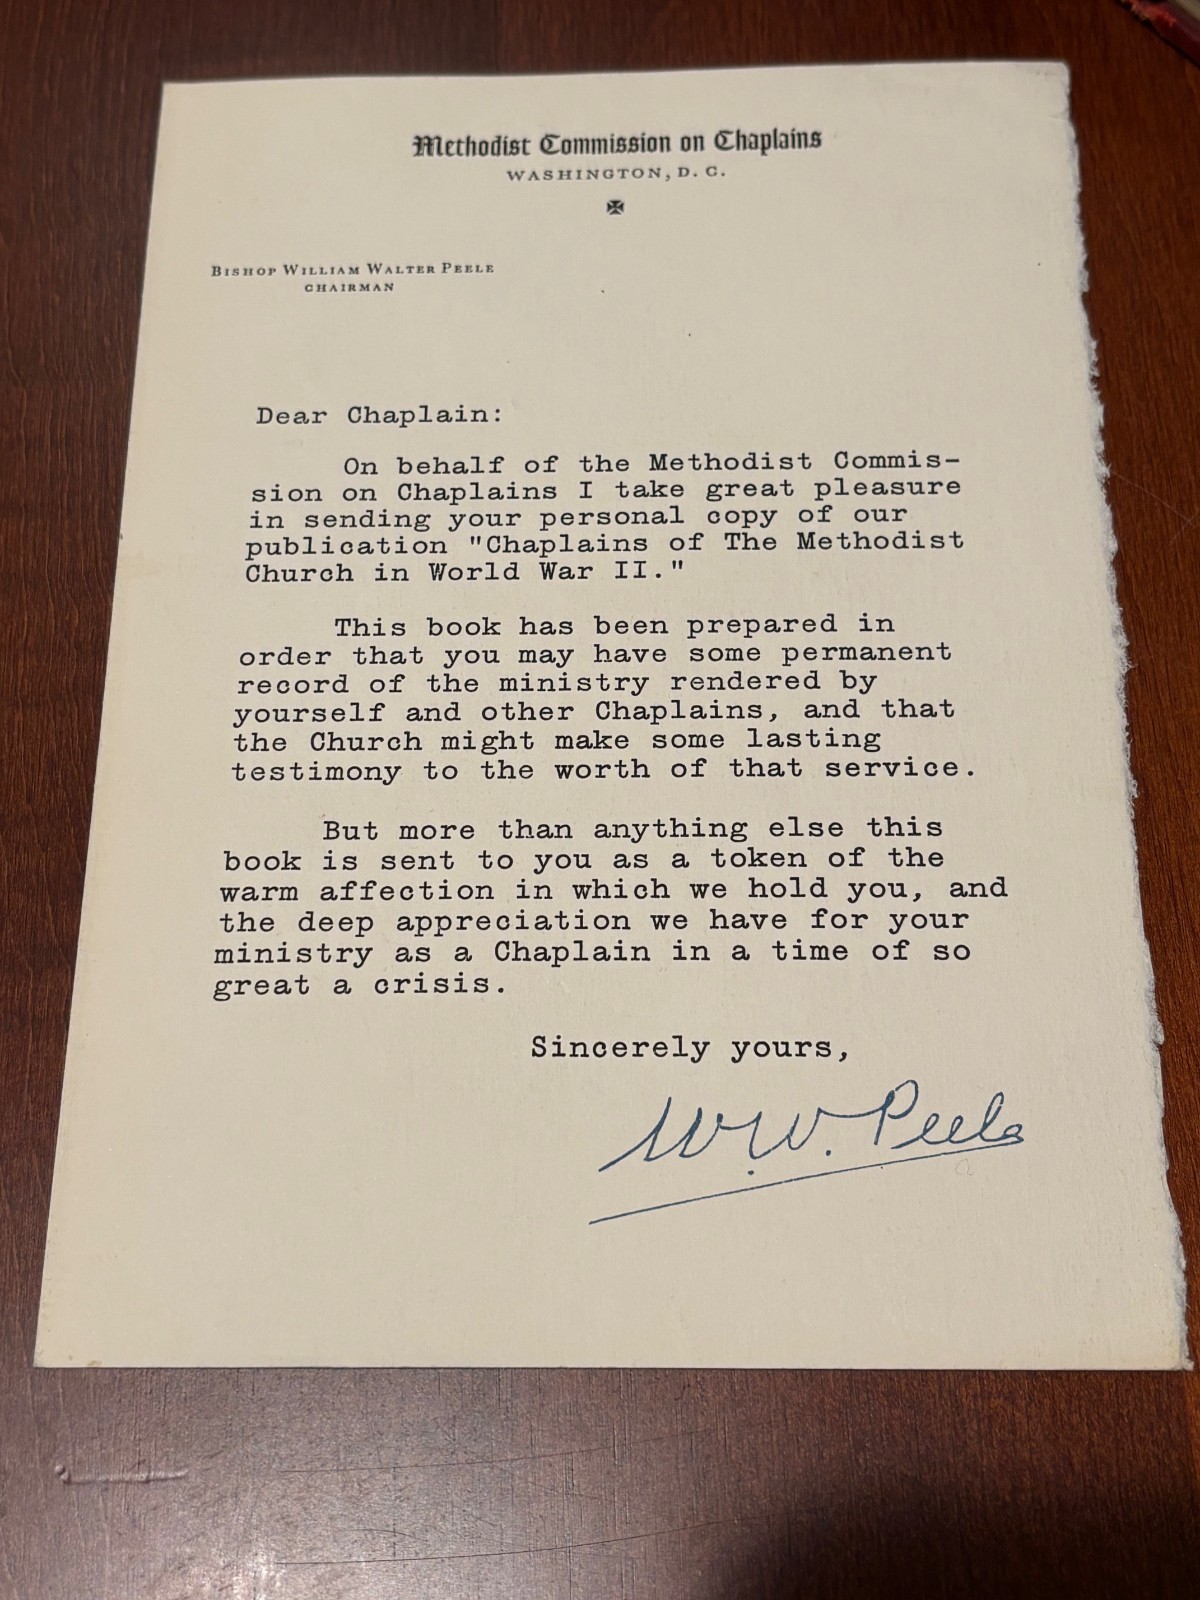 Methodist Commission on Chaplains
WASHINGTON, D. C.
BISHOP WILLIAM WALTER PEELE
CHAIRMAN
Dear Chaplain:
On behalf of the Methodist Commis-
sion on Chaplains I take great pleasure
in sending your personal copy of our
publication "Chaplains of The Methodist
Church in World War II."
This book has been prepared in
order that you may have some permanent
record of the ministry rendered by
yourself and other Chaplains, and that
the Church might make some lasting
testimony to the worth of that service.
But more than anything else this
book is sent to you as a token of the
warm affection in which we hold you, and
the deep appreciation we have for your
ministry as a Chaplain in a time of so
great a crisis.
Sincerely yours,
W. W. Peele